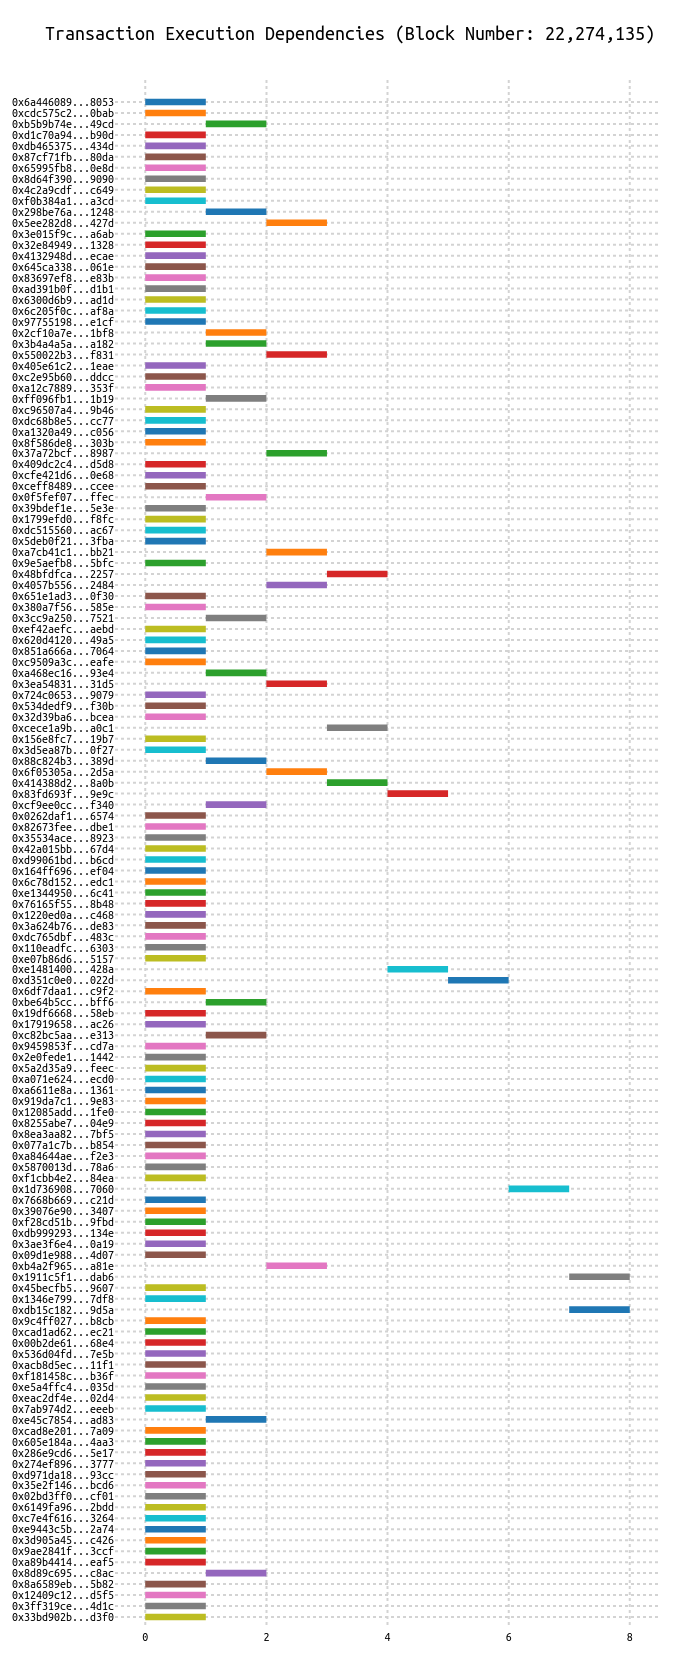 Transaction Execution Dependencies (Block Number: 22,274,135)
0x6a446089...8053
0xcdc575c2...0bab
0xb5b9b74e...49cd
0xd1c70a94...b90d
0xdb465375...434d
0x87cf71fb...80da
0x65995fb8...0e8d
0x8d64f390...9090
0x4c2a9cdf...c649
0xf0b384a1...a3cd
0x298be76a...1248
0x5ee282d8...427d
0x3e015f9c...a6ab
0x32e84949...1328
0x4132948d...ecae
0x645ca338...061e
0x83697ef8...e83b
0xad391b0f...d1b1
0x6300d6b9...ad1d
0x6c205f0c...af8a
0x97755198...e1cf
0x2cf10a7e...1bf8
0x3b4a4a5a...a182
0x550022b3...f831
0x405e61c2...1eae
0xc2e95b60...ddcc
0xa12c7889...353f
0xff096fb1...1b19
0xc96507a4...9b46
0xdc68b8e5...cc77
0xa1320a49...c056
0x8f586de8...303b
0x37a72bcf...8987
0x409dc2c4...d5d8
0xcfe421d6...0e68
0xceff8489...ccee
0x0f5fef07...ffec
0x39bdef1e...5e3e
0x1799efd0...f8fc
0xdc515560...ac67
0x5deb0f21...3fba
0xa7cb41c1...bb21
0x9e5aefb8...5bfc
0x48bfdfca...2257
0x4057b556...2484
0x651e1ad3...0f30
0x380a7f56...585e
0x3cc9a250...7521
0xef42aefc...aebd
0x620d4120...49a5
0x851a666a...7064
0xc9509a3c...eafe
0xa468ec16...93e4
0x3ea54831...31d5
0x724c0653...9079
0x534dedf9...f30b
0x32d39ba6...bcea
0xcece1a9b...a0c1
0x156e8fc7...19b7
0x3d5ea87b...0f27
0x88c824b3...389d
0x6f05305a...2d5a
0x414388d2...8a0b
0x83fd693f...9e9c
0xcf9ee0cc...f340
0x0262daf1...6574
0x82673fee...dbe1
0x35534ace...8923
0x42a015bb...67d4
0xd99061bd...b6cd
0x164ff696...ef04
0x6c78d152...edc1
0xe1344950...6c41
0x76165f55...8b48
0x1220ed0a...c468
0x3a624b76...de83
0xdc765dbf...483c
0x110eadfc...6303
0xe07b86d6...5157
0xe1481400...428a
0xd351c0e0...022d
0x6df7daa1...c9f2
0xbe64b5cc...bff6
0x19df6668...58eb
0x17919658...ac26
0xc82bc5aa...e313
0x9459853f...cd7a
0x2e0fede1...1442
0x5a2d35a9...feec
0xa071e624...ecd0
0xa6611e8a...1361
0x919da7c1...9e83
0x12085add...1fe0
0x8255abe7...04e9
0x8ea3aa82...7bf5
0x077a1c7b...b854
0xa84644ae...f2e3
0x5870013d...78a6
0xf1cbb4e2...84ea
0x1d736908...7060
0x7668b669...c21d
0x39076e90...3407
0xf28cd51b...9fbd
0xdb999293...134e
0x3ae3f6e4...0a19
0x09d1e988...4d07
0xb4a2f965...a81e
0x1911c5f1...dab6
0x45becfb5...9607
0x1346e799...7df8
0xdb15c182...9d5a
0x9c4ff027...b8cb
0xcad1ad62...ec21
0x00b2de61...68e4
0x536d04fd...7e5b
0xacb8d5ec...11f1
0xf181458c...b36f
0xe5a4ffc4...035d
0xeac2df4e...02d4
0x7ab974d2...eeeb
0xe45c7854...ad83
0xcad8e201...7a09
0x605e184a...4aa3
0x286e9cd6...5e17
0x274ef896...3777
0xd971da18...93cc
0x35e2f146...bcd6
0x02bd3ff0...cf01
0x6149fa96...2bdd
0xc7e4f616...3264
0xe9443c5b...2a74
0x3d905a45...c426
0x9ae2841f...3ccf
0xa89b4414...eaf5
0x8d89c695...c8ac
0x8a6589eb...5b82
0x12409c12...d5f5
0x3ff319ce...4d1c
0x33bd902b...d3f0
0 2 4 6 8